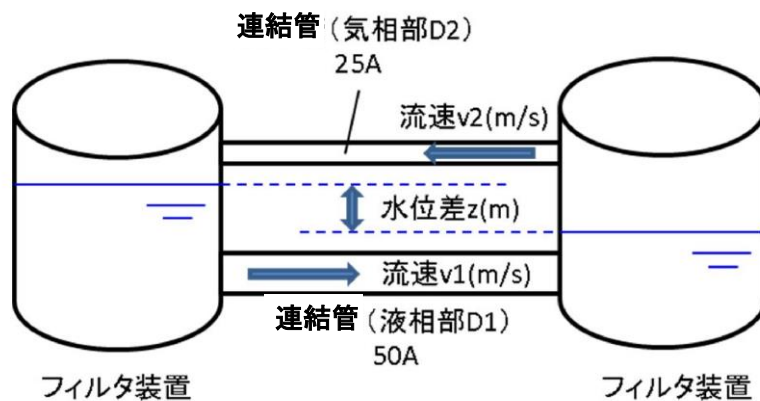 連結管（気相部D2）
25A
流速v2(m/s)
水位差z(m)
流速v1(m/s)
連結管（液相部D1）
50A
フィルタ装置
フィルタ装置